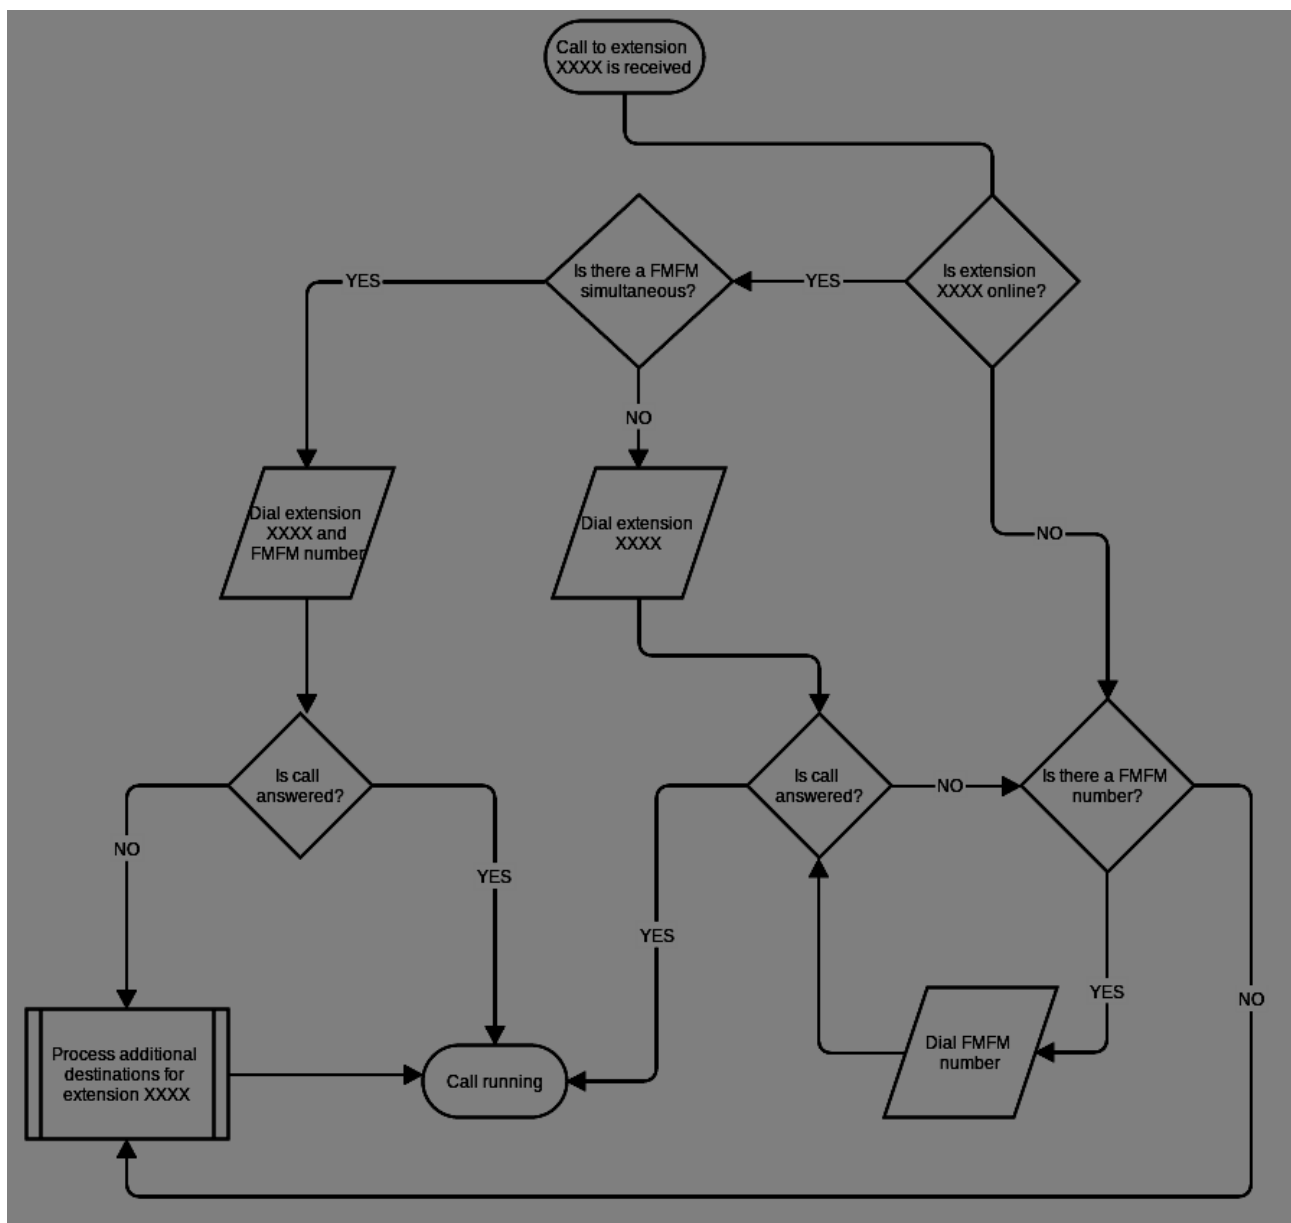 Call to extension
XXXX is received
Is there a FMFM
simultaneous?
Is extension
XXXX online?
YES
YES
NO
Dial extension
XXXX and
FMFM number
Dial extension
XXXX
NO
Is call
answered?
Is call
answered?
NO
Is there a FMFM
number?
NO
YES
YES
YES
NO
Process additional
destinations for
extension XXXX
Call running
Dial FMFM
number